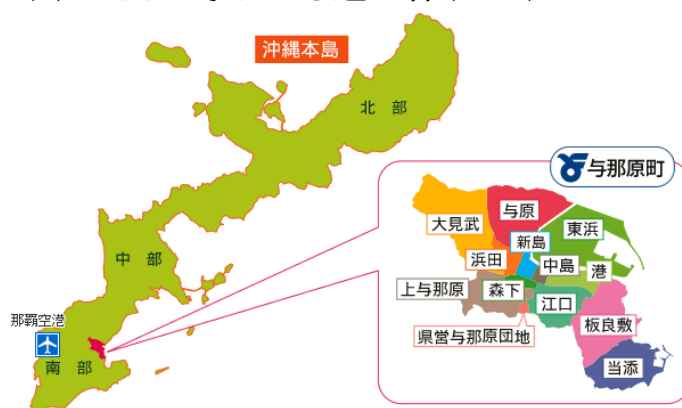 沖縄本島
北部
与那原町
与原
大見武
東浜
新島
浜田
中島
港
中部
上与那原
森下
江口
那覇空港
板良敷
県営与那原団地
南部
当添